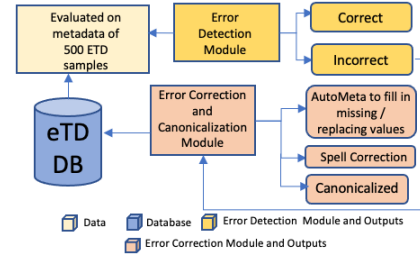 Evaluated on
metadata of
500 ETD
samples
Error
Detection
Module
Correct
Incorrect
eTD
DB
Error Correction
and
Canonicalization
Module
AutoMeta to fill in
missing /
replacing values
Spell Correction
Canonicalized
Data
Database
Error Detection Module and Outputs
Error Correction Module and Outputs